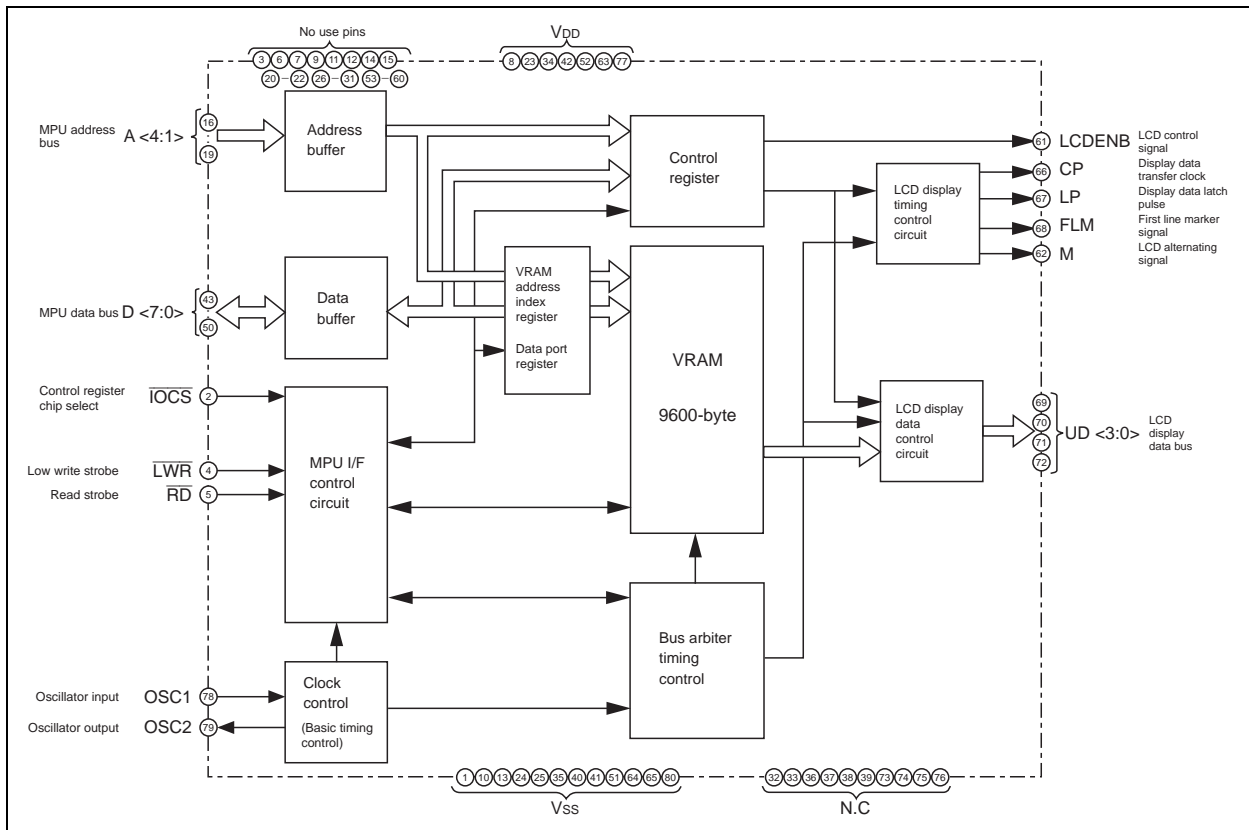 No use pins
3 6 7 9 11 12 14 15
20 – 22 26 – 31 53 – 60
VDD
8 23 34 42 52 63 77
MPU address
bus
A <4:1>
16
19
Address
buffer
Control
register
61 LCDENB
LCD control
signal
66 CP
Display data
transfer clock
67 LP
Display data latch
pulse
68 FLM
First line marker
signal
62 M
LCD alternating
signal
LCD display
timing
control
circuit
MPU data bus D <7:0>
43
50
Data
buffer
VRAM
address
index
register
Data port
register
VRAM
9600-byte
Control register
chip select
IOCS
2
Low write strobe
LWR
4
Read strobe
RD
5
MPU I/F
control
circuit
LCD display
data
control
circuit
69
70
71
72
UD <3:0>
LCD
display
data bus
Bus arbiter
timing
control
Oscillator input
OSC1
78
Oscillator output
OSC2
79
Clock
control
(Basic timing
control)
1 10 13 24 25 35 40 41 51 64 65 80
VSS
32 33 36 37 38 39 73 74 75 76
N.C